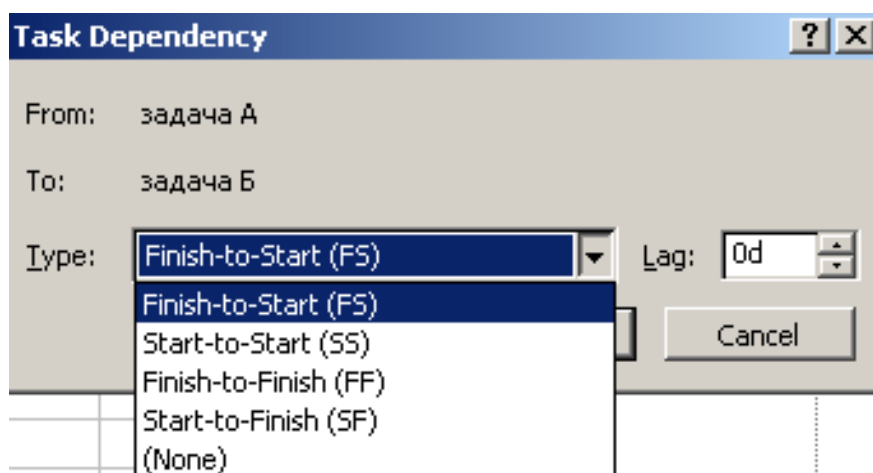 Task Dependency
From: задача А
To: задача Б
Type: Finish-to-Start (FS) Lag: 0d
Finish-to-Start (FS)
Start-to-Start (SS)
Cancel
Finish-to-Finish (FF)
Start-to-Finish (SF)
(None)